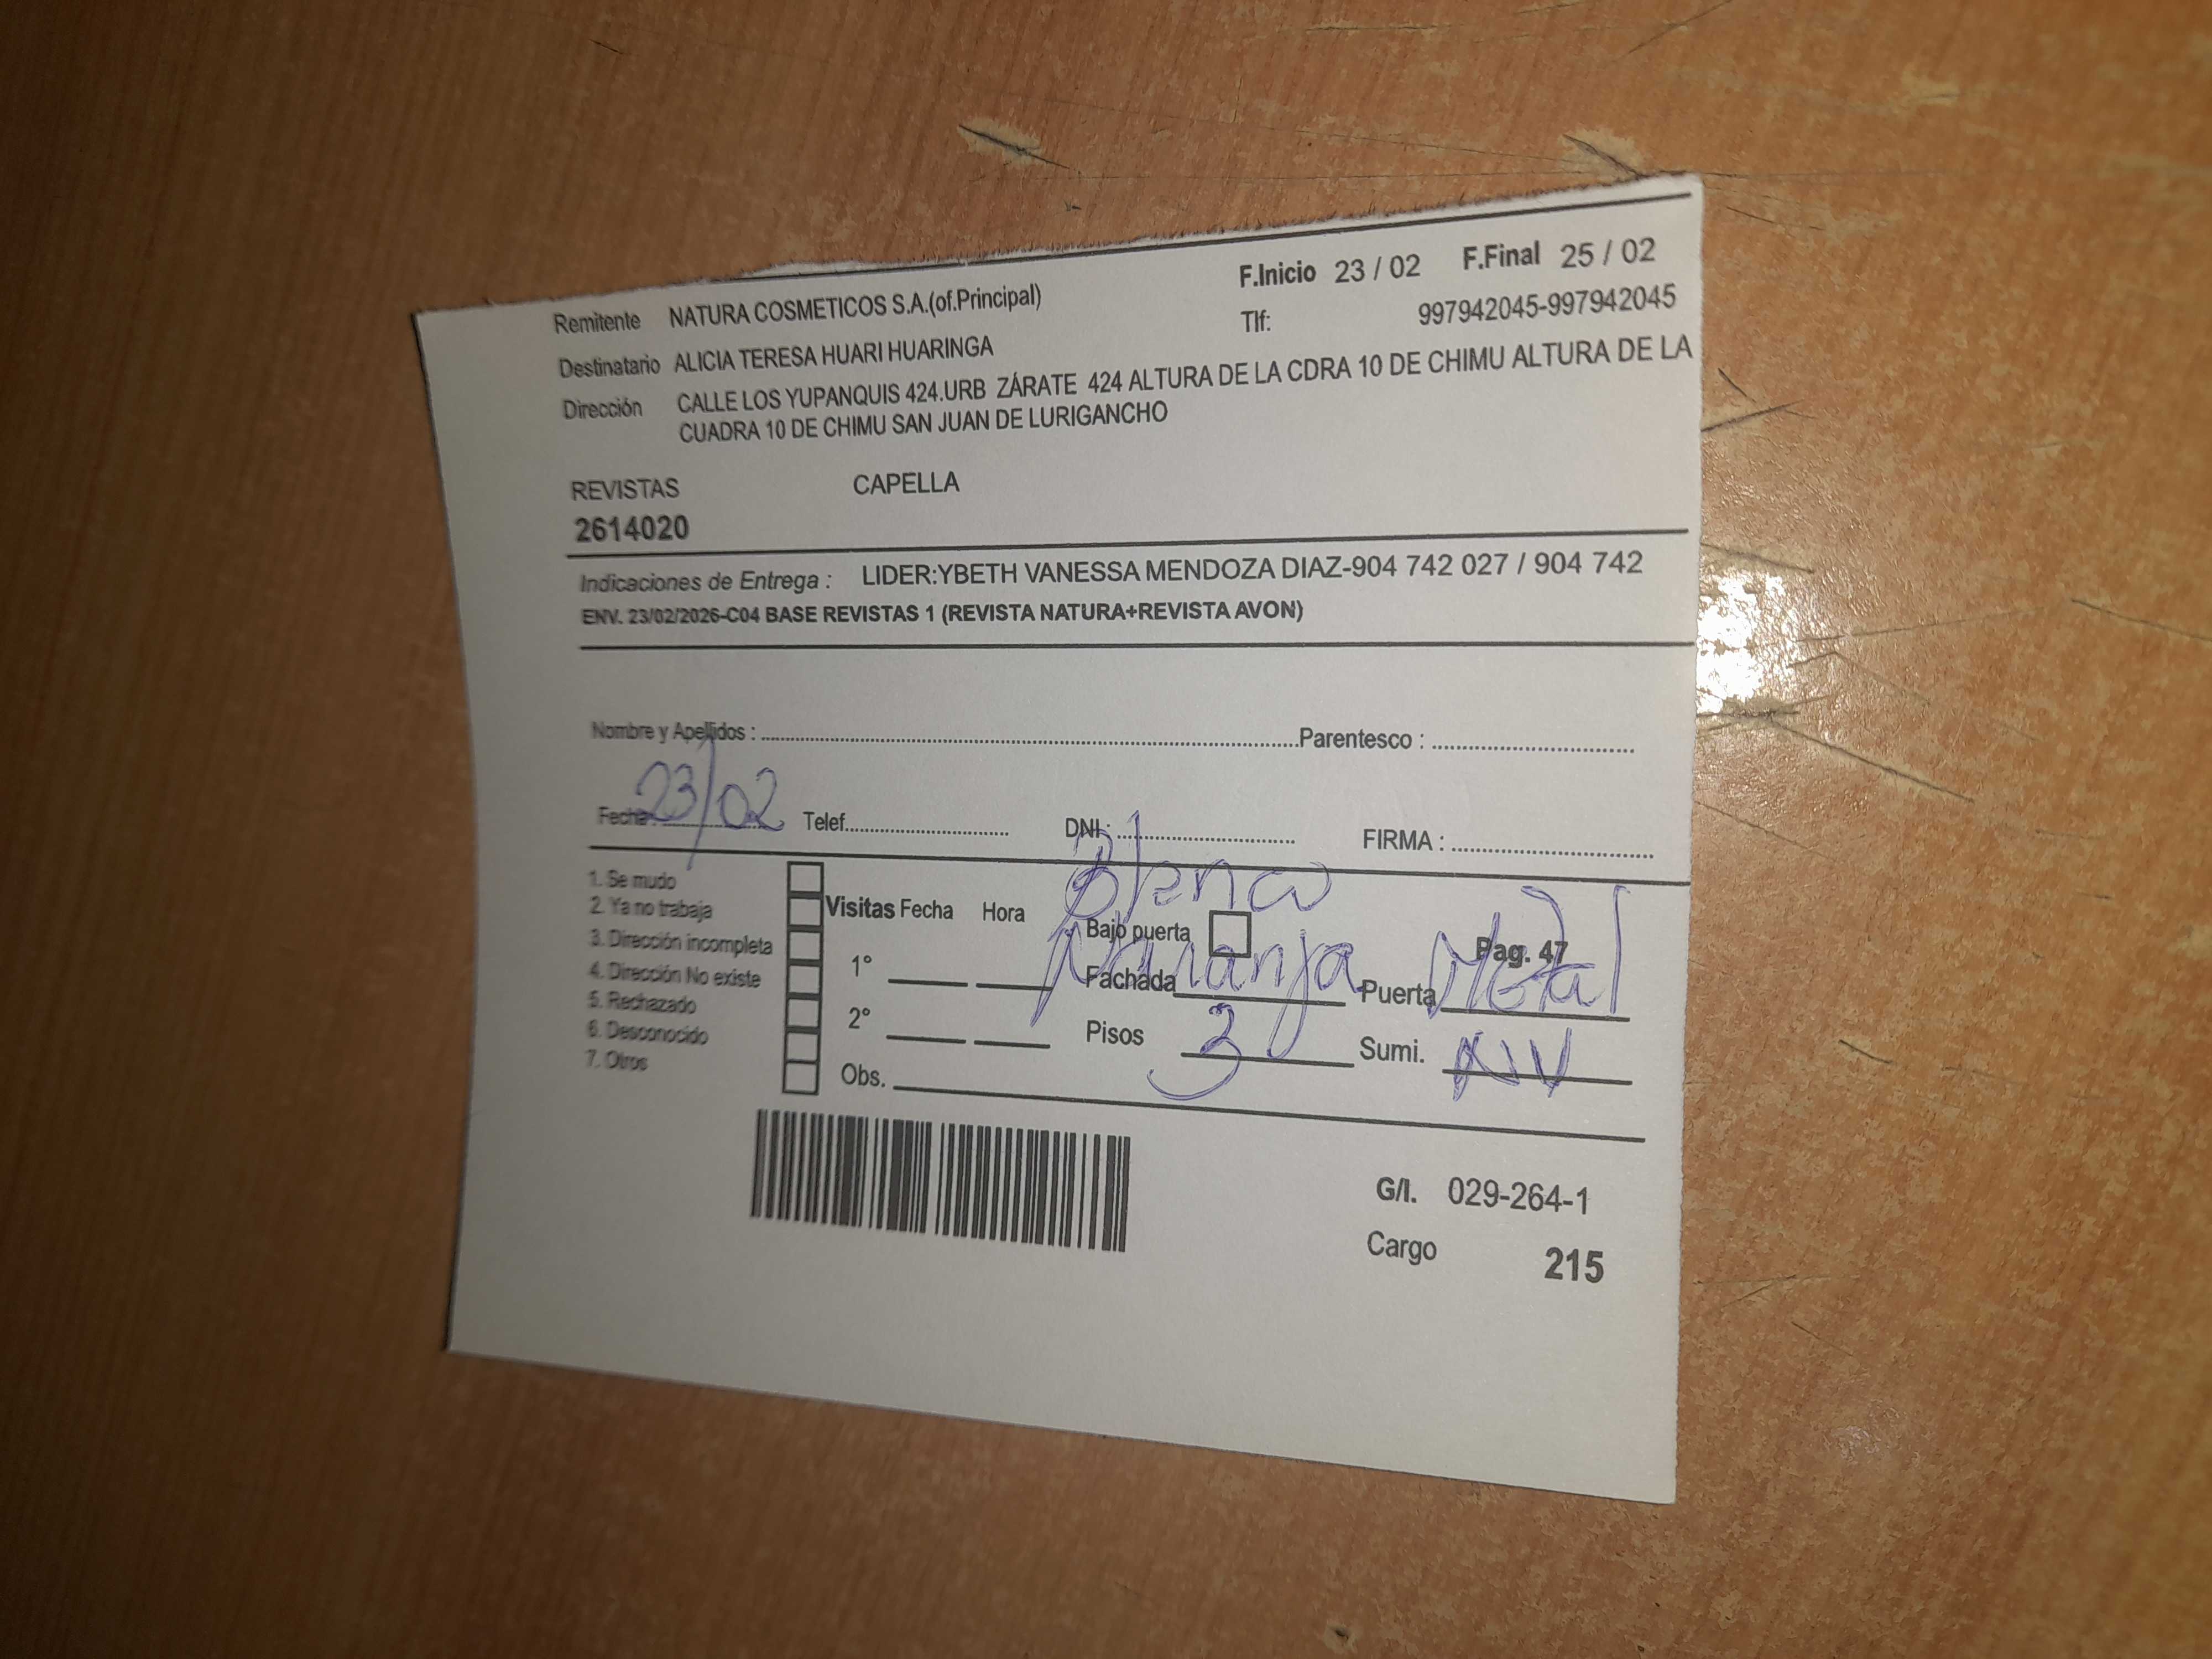 F.Inicio 23 / 02 F.Final 25 / 02
Remitente NATURA COSMETICOS S.A.(of.Principal) Tlf: 997942045-997942045
Destinatario ALICIA TERESA HUARI HUARINGA
Dirección CALLE LOS YUPANQUIS 424.URB ZÁRATE 424 ALTURA DE LA CDRA 10 DE CHIMU ALTURA DE LA
CUADRA 10 DE CHIMU SAN JUAN DE LURIGANCHO
REVISTAS CAPELLA
2614020
Indicaciones de Entrega : LIDER:YBETH VANESSA MENDOZA DIAZ-904 742 027 / 904 742
ENV. 23/02/2026-C04 BASE REVISTAS 1 (REVISTA NATURA+REVISTA AVON)
Nombre y Apellidos : Parentesco :
Fecha: 23/02 Telef. DNI : FIRMA :
1. Se mudo
2. Ya no trabaja
3. Dirección incompleta
4. Dirección No existe
5. Rechazado
6. Desconocido
7. Otros
Visitas Fecha Hora
1°
2°
Obs.
Blanco
Bajo puerta Pag. 47
Fachada Naranja Puerta Metal
Pisos 3 Sumi. N/V
G/I. 029-264-1
Cargo 215